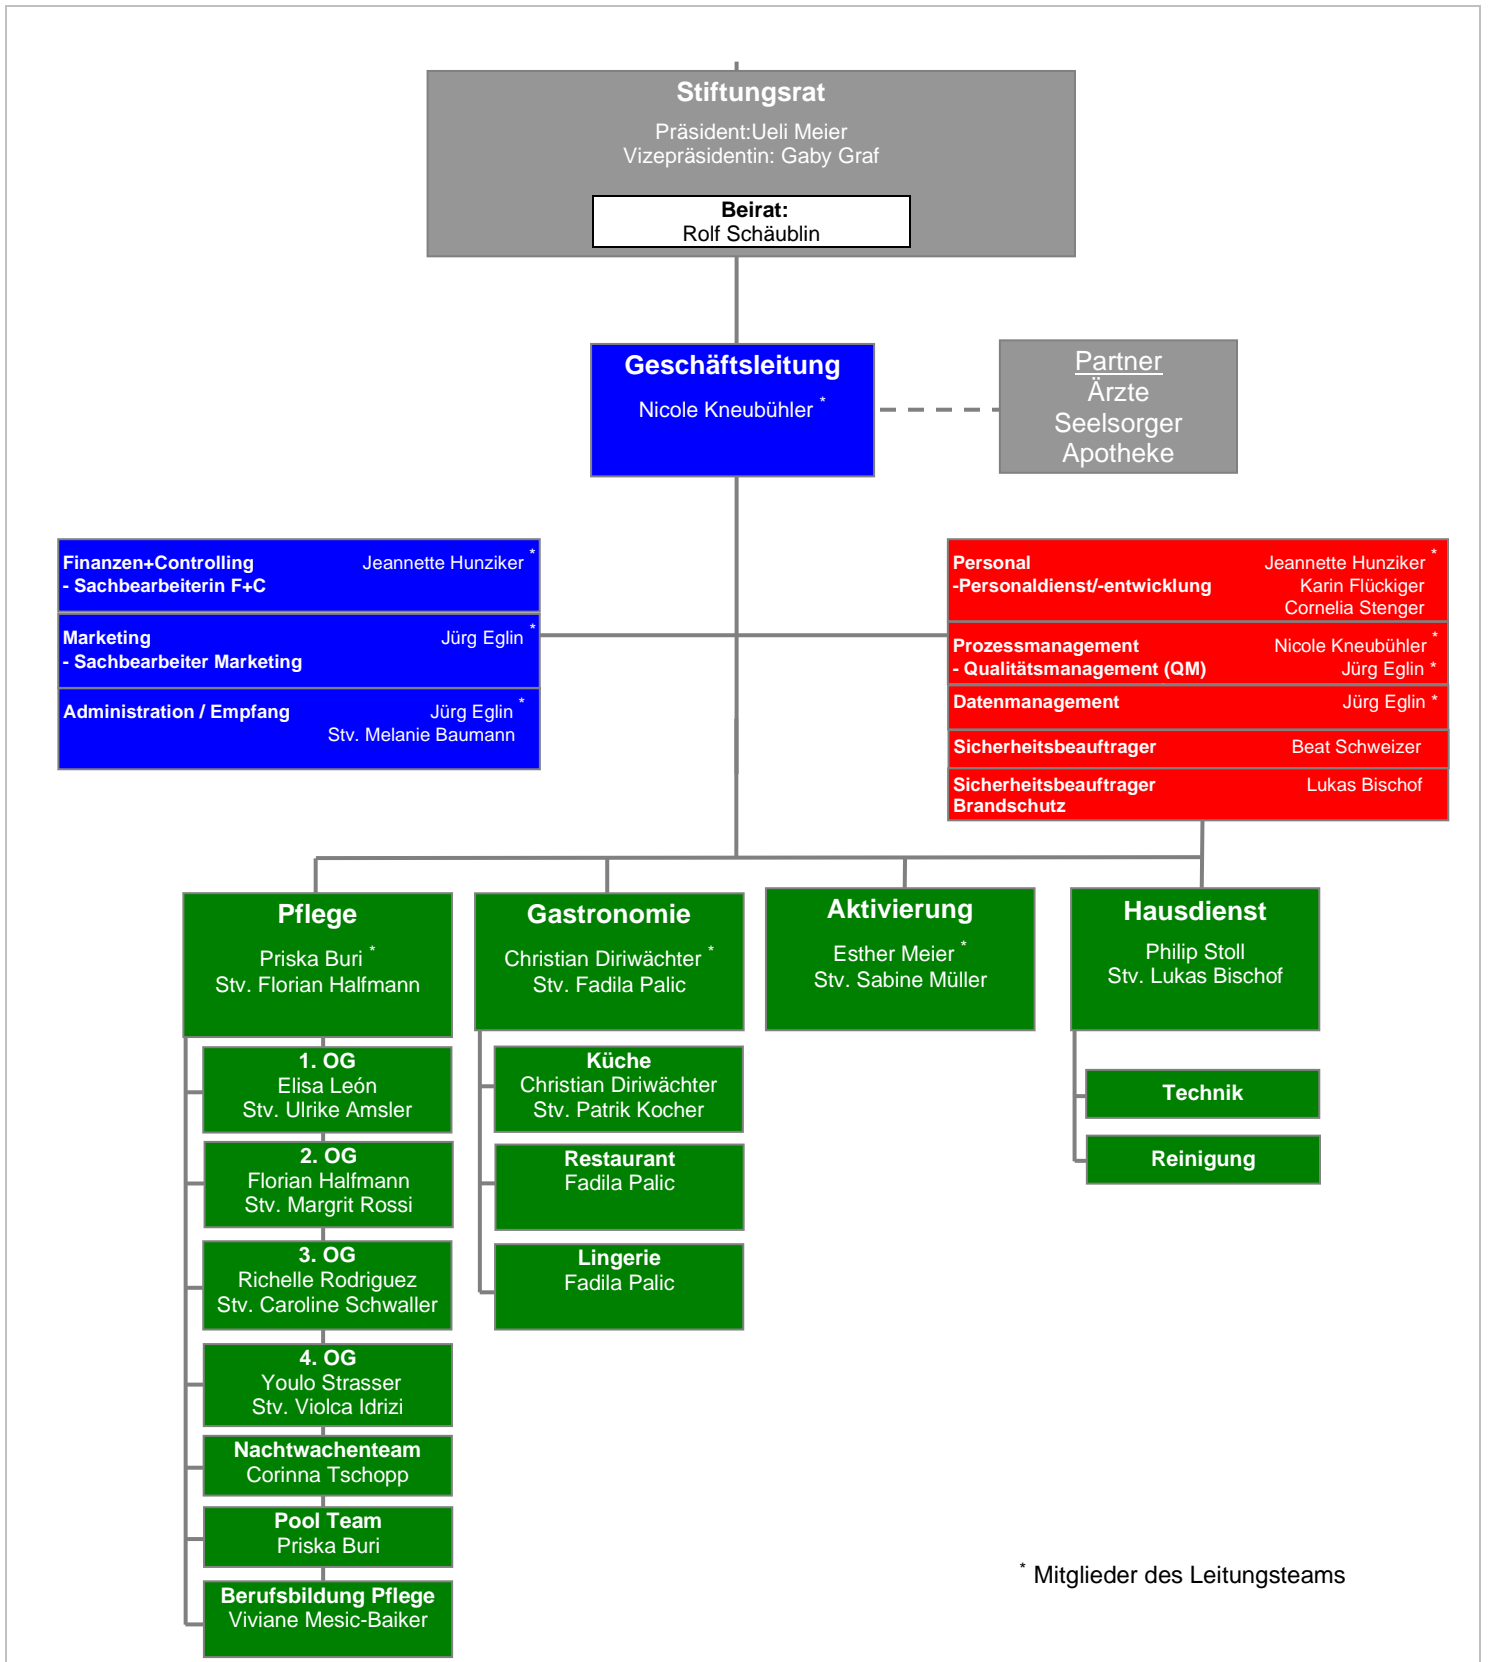 Stiftungsrat
Präsident:Ueli Meier
Vizepräsidentin: Gaby Graf
Beirat:
Rolf Schäublin
Geschäftsleitung
Nicole Kneubühler *
Partner
Ärzte
Seelsorger
Apotheke
Finanzen+Controlling Jeannette Hunziker *
- Sachbearbeiterin F+C
Marketing Jürg Eglin *
- Sachbearbeiter Marketing
Administration / Empfang Jürg Eglin *
Stv. Melanie Baumann
Personal Jeannette Hunziker *
-Personaldienst/-entwicklung Karin Flückiger
Cornelia Stenger
Prozessmanagement Nicole Kneubühler *
- Qualitätsmanagement (QM) Jürg Eglin *
Datenmanagement Jürg Eglin *
Sicherheitsbeauftrager Beat Schweizer
Sicherheitsbeauftrager Lukas Bischof
Brandschutz
Pflege
Priska Buri *
Stv. Florian Halfmann
1. OG
Elisa León
Stv. Ulrike Amsler
2. OG
Florian Halfmann
Stv. Margrit Rossi
3. OG
Richelle Rodriguez
Stv. Caroline Schwaller
4. OG
Youlo Strasser
Stv. Violca Idrizi
Nachtwachenteam
Corinna Tschopp
Pool Team
Priska Buri
Berufsbildung Pflege
Viviane Mesic-Baiker
Gastronomie
Christian Diriwächter *
Stv. Fadila Palic
Küche
Christian Diriwächter
Stv. Patrik Kocher
Restaurant
Fadila Palic
Lingerie
Fadila Palic
Aktivierung
Esther Meier *
Stv. Sabine Müller
Hausdienst
Philip Stoll
Stv. Lukas Bischof
Technik
Reinigung
* Mitglieder des Leitungsteams